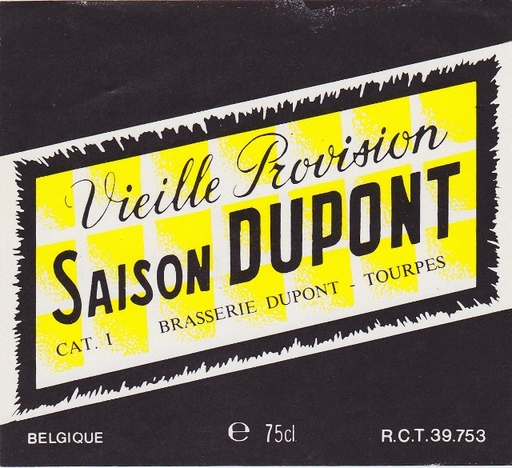 Vieille Provision
SAISON DUPONT
CAT. I BRASSERIE DUPONT - TOURPES
BELGIQUE ℮ 75cl R.C.T.39.753